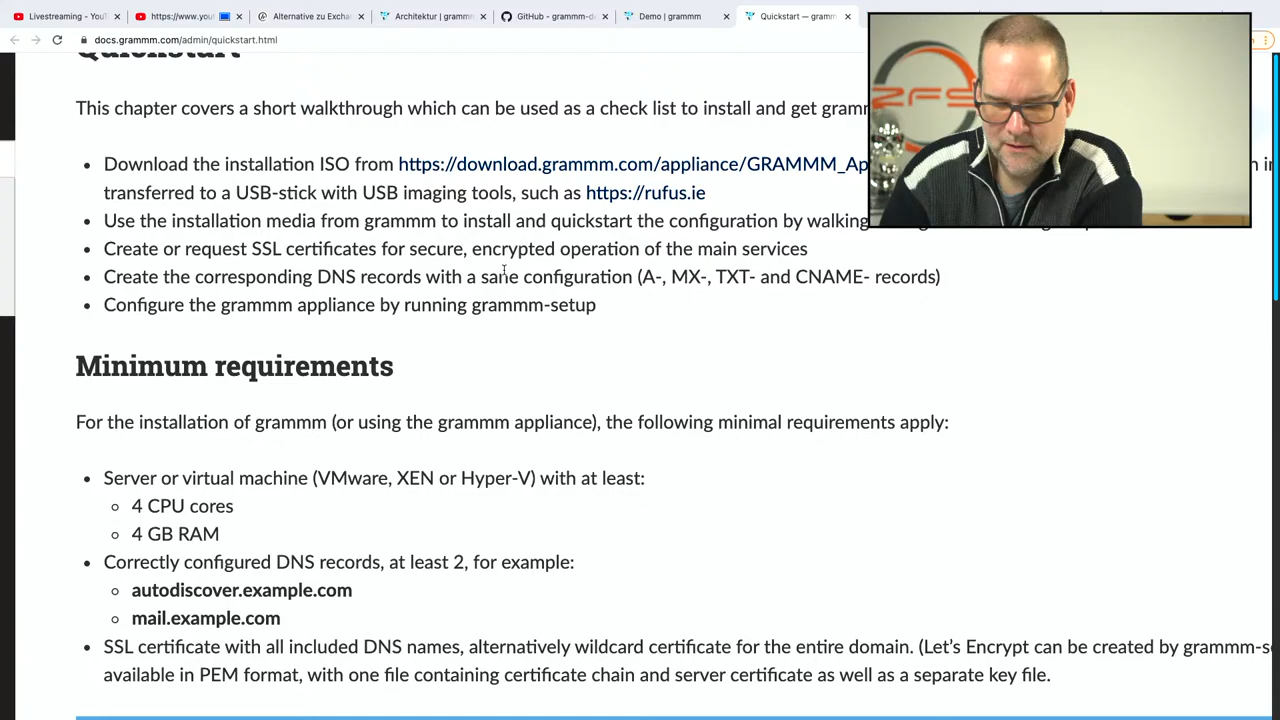 Livestreaming - YouT
https://www.yout
Alternative zu Excha
Architektur | gramm
GitHub - grammm-de
Demo | grammm
Quickstart — gramm
docs.grammm.com/admin/quickstart.html
Quickstart
This chapter covers a short walkthrough which can be used as a check list to install and get gramm
• Download the installation ISO from https://download.grammm.com/appliance/GRAMMM_Ap
transferred to a USB-stick with USB imaging tools, such as https://rufus.ie
• Use the installation media from grammm to install and quickstart the configuration by walking
• Create or request SSL certificates for secure, encrypted operation of the main services
• Create the corresponding DNS records with a sane configuration (A-, MX-, TXT- and CNAME- records)
• Configure the grammm appliance by running grammm-setup
ZFS
Minimum requirements
For the installation of grammm (or using the grammm appliance), the following minimal requirements apply:
• Server or virtual machine (VMware, XEN or Hyper-V) with at least:
◦ 4 CPU cores
◦ 4 GB RAM
• Correctly configured DNS records, at least 2, for example:
◦ autodiscover.example.com
◦ mail.example.com
• SSL certificate with all included DNS names, alternatively wildcard certificate for the entire domain. (Let's Encrypt can be created by grammm-se
available in PEM format, with one file containing certificate chain and server certificate as well as a separate key file.